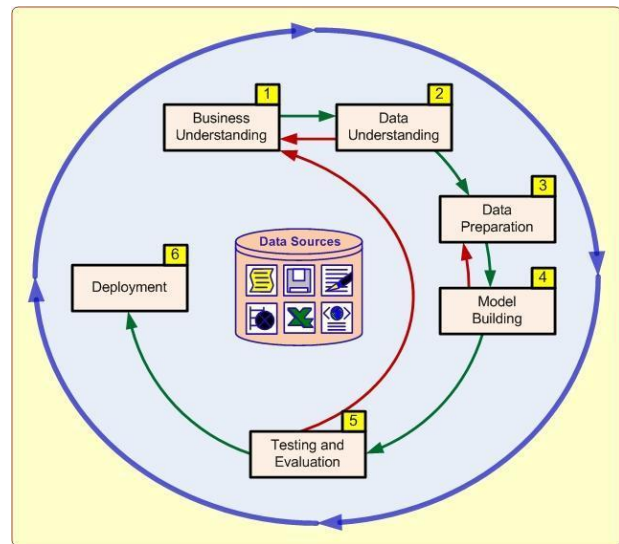 1
Business
Understanding
2
Data
Understanding
3
Data
Preparation
6
Deployment
Data Sources
4
Model
Building
5
Testing and
Evaluation